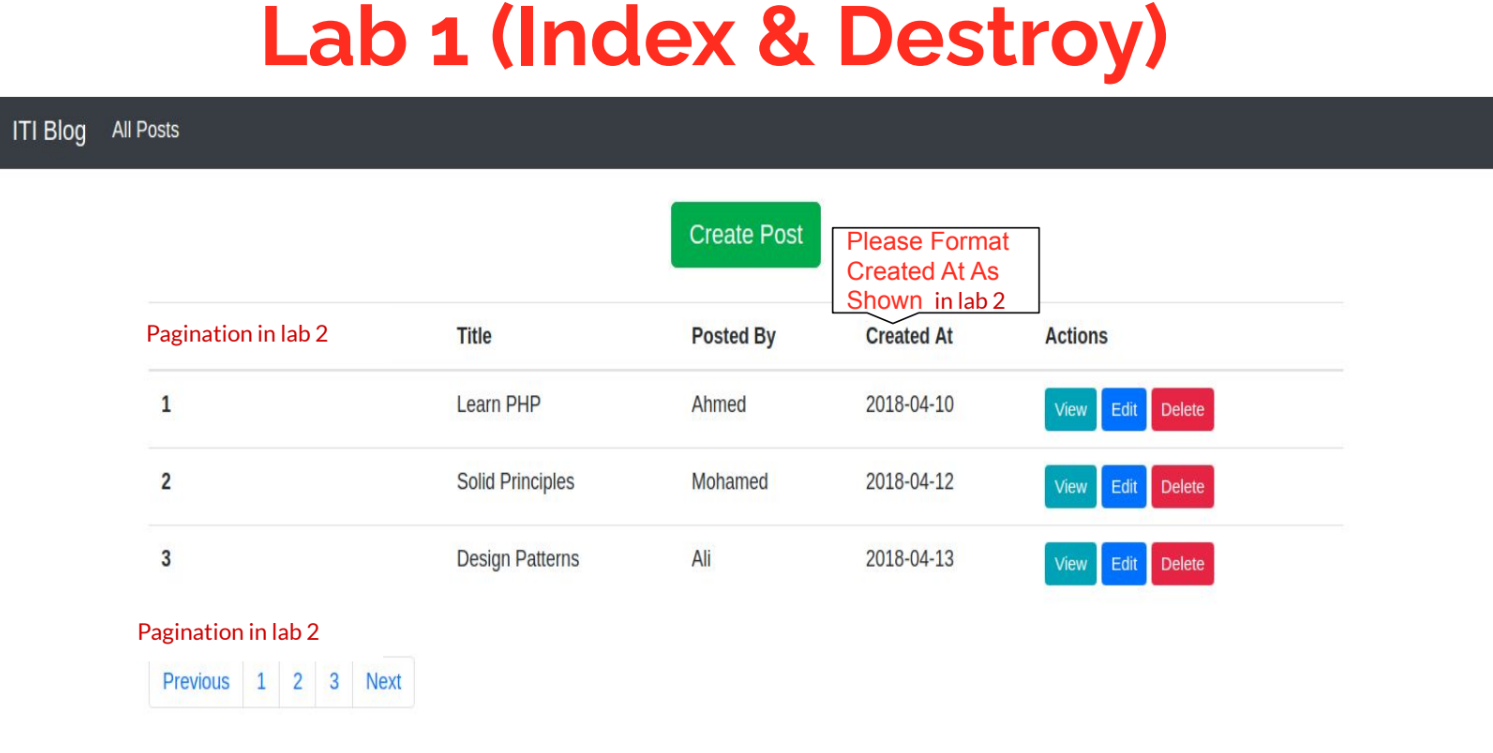 Lab 1 (Index & Destroy)
ITI Blog All Posts
Create Post
Please Format
Created At As
Shown in lab 2
Pagination in lab 2 Title Posted By Created At Actions
1 Learn PHP Ahmed 2018-04-10 View Edit Delete
2 Solid Principles Mohamed 2018-04-12 View Edit Delete
3 Design Patterns Ali 2018-04-13 View Edit Delete
Pagination in lab 2
Previous 1 2 3 Next